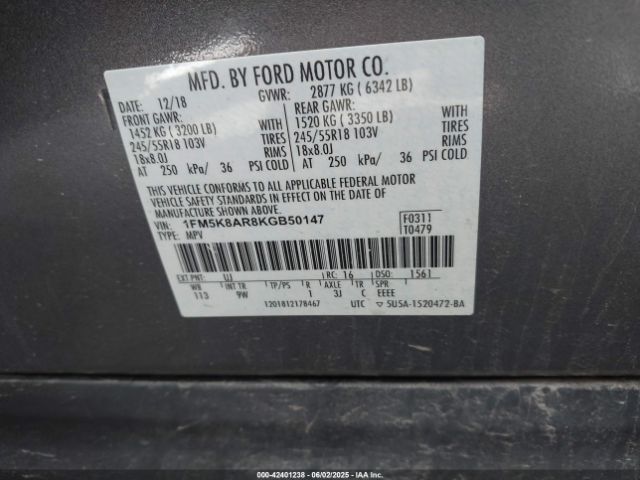 MFD. BY FORD MOTOR CO.
DATE: 12/18 GVWR: 2877 KG ( 6342 LB)
FRONT GAWR: REAR GAWR:
1452 KG ( 3200 LB) WITH 1520 KG ( 3350 LB) WITH
245/55R18 103V TIRES 245/55R18 103V TIRES
18x8.0J RIMS 18x8.0J RIMS
AT 250 kPa/ 36 PSI COLD AT 250 kPa/ 36 PSI COLD
THIS VEHICLE CONFORMS TO ALL APPLICABLE FEDERAL MOTOR
VEHICLE SAFETY STANDARDS IN EFFECT ON THE DATE OF
MANUFACTURE SHOWN ABOVE.
VIN: 1FM5K8AR8KGB50147 F0311
TYPE: MPV T0479
EXT PNT: UJ RC: 16 DSO: 1561
WB INT TR TP/PS R AXLE TR SPR
113 9W 1 3J C EEEE
1201812178467 UTC ▽ 5U5A-1520472-BA
000-42401238 - 06/02/2025 - IAA, Inc.